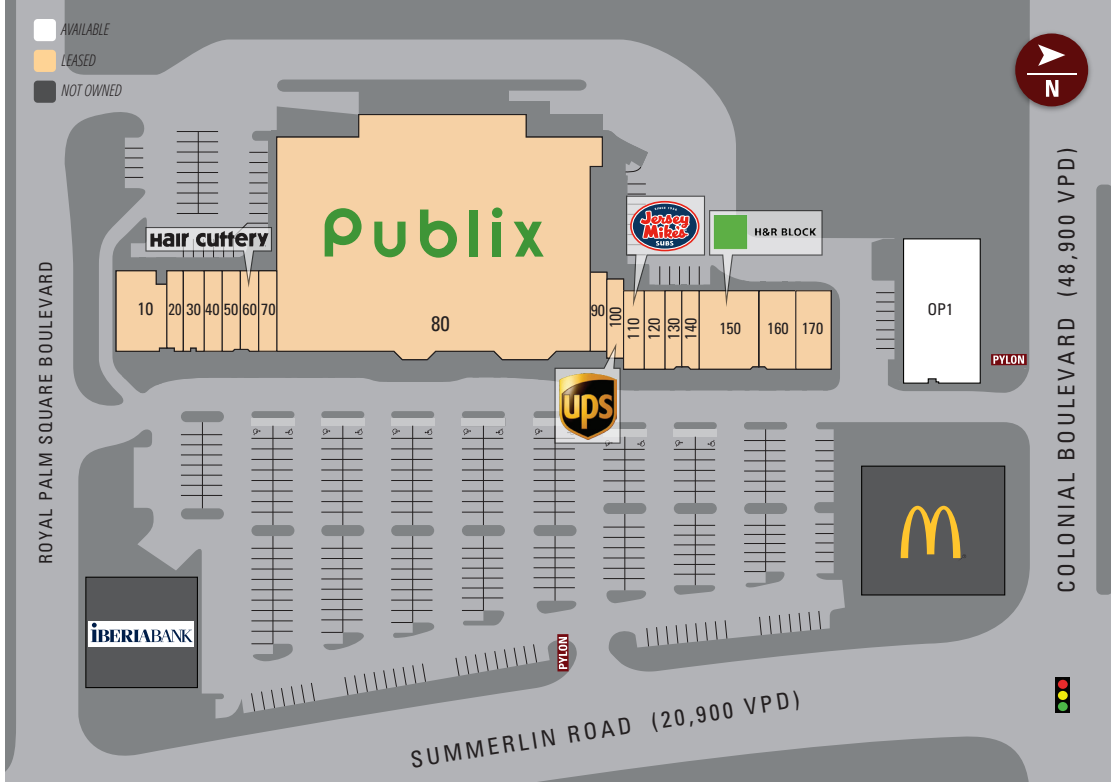 AVAILABLE
LEASED
NOT OWNED
N
Hair Cuttery
Publix
SINCE 1956
Jersey
Mike's
SUBS
H&R BLOCK
10
20
30
40
50
60
70
80
90
100
110
120
130
140
150
160
170
OP1
PYLON
ups
IBERIABANK
PYLON
ROYAL PALM SQUARE BOULEVARD
COLONIAL BOULEVARD (48,900 VPD)
SUMMERLIN ROAD (20,900 VPD)